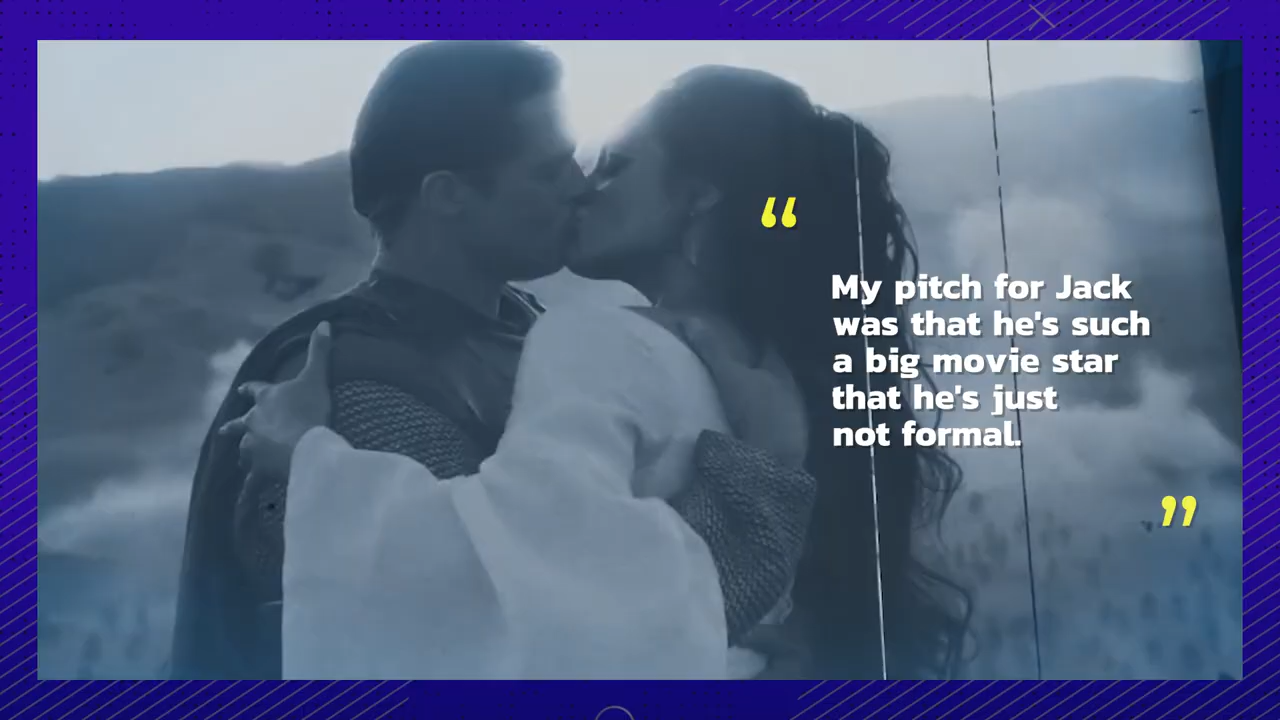 “
My pitch for Jack
was that he's such
a big movie star
that he's just
not formal.
”